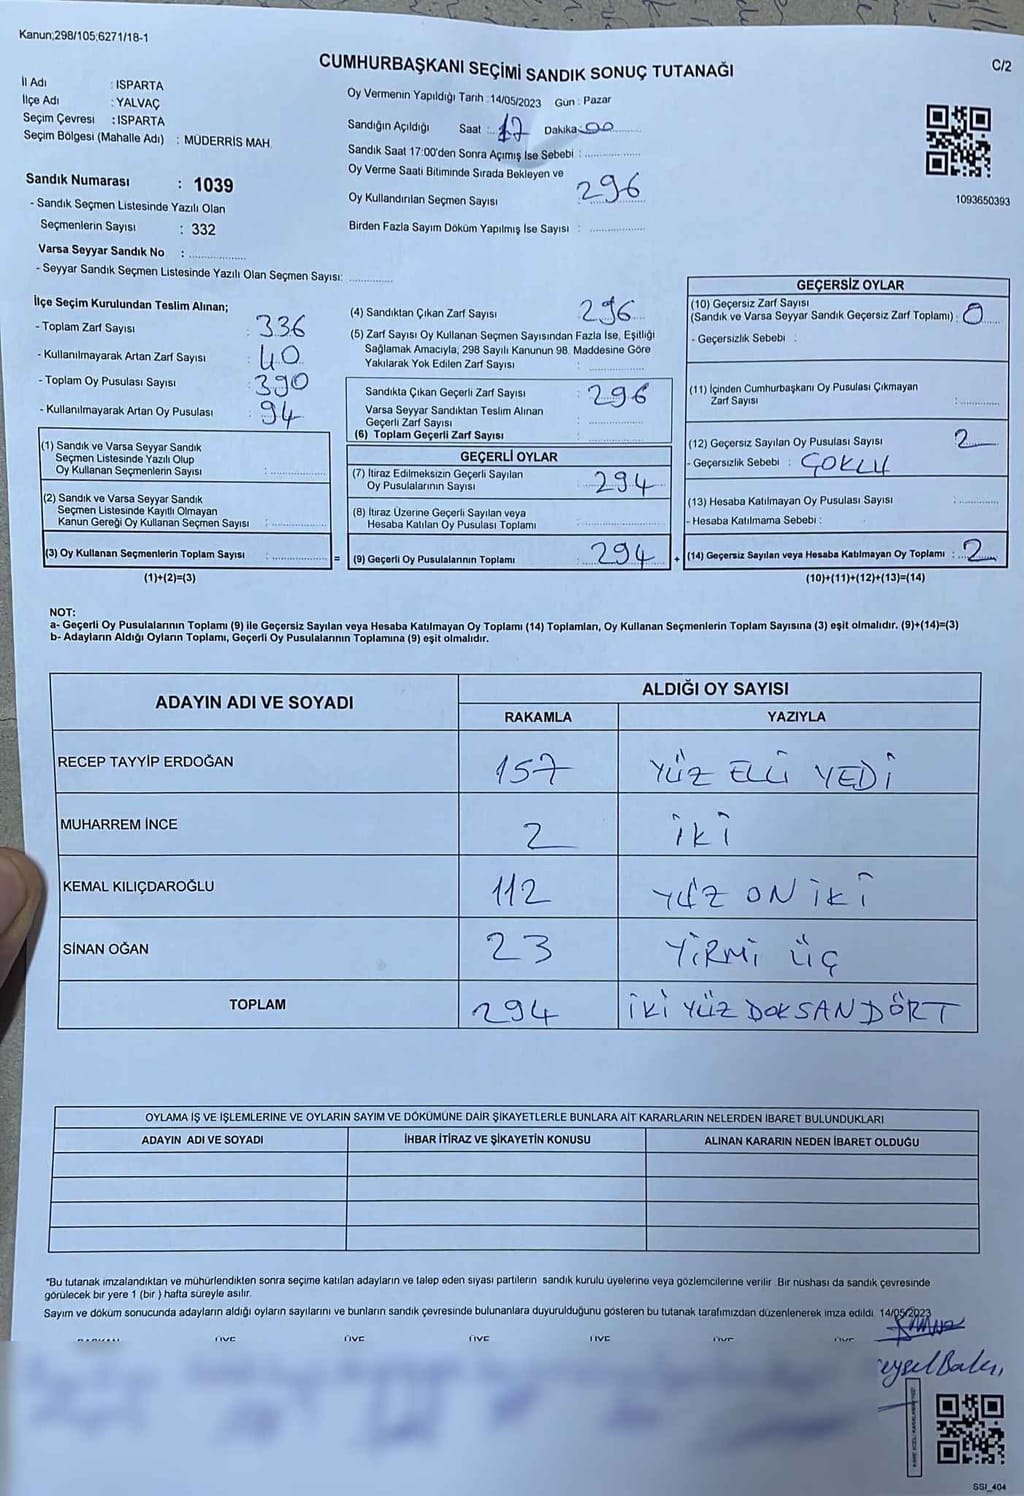 Kanun;298/105;6271/18-1
CUMHURBAŞKANI SEÇİMİ SANDIK SONUÇ TUTANAĞI
C/2
İl Adı : ISPARTA
İlçe Adı : YALVAÇ
Seçim Çevresi : ISPARTA
Seçim Bölgesi (Mahalle Adı) : MÜDERRİS MAH.
Sandık Numarası : 1039
- Sandık Seçmen Listesinde Yazılı Olan
Seçmenlerin Sayısı : 332
Varsa Seyyar Sandık No :
- Seyyar Sandık Seçmen Listesinde Yazılı Olan Seçmen Sayısı:
Oy Vermenin Yapıldığı Tarih : 14/05/2023 Gün : Pazar
Sandığın Açıldığı Saat : 17 Dakika : 00
Sandık Saat 17:00'den Sonra Açımış İse Sebebi :
Oy Verme Saati Bitiminde Sırada Bekleyen ve
Oy Kullandırılan Seçmen Sayısı 296
Birden Fazla Sayım Döküm Yapılmış İse Sayısı :
1093650393
İlçe Seçim Kurulundan Teslim Alınan;
- Toplam Zarf Sayısı : 336
- Kullanılmayarak Artan Zarf Sayısı : 40
- Toplam Oy Pusulası Sayısı : 390
- Kullanılmayarak Artan Oy Pusulası : 94
(1) Sandık ve Varsa Seyyar Sandık
Seçmen Listesinde Yazılı Olup
Oy Kullanan Seçmenlerin Sayısı :
(2) Sandık ve Varsa Seyyar Sandık
Seçmen Listesinde Kayıtlı Olmayan
Kanun Gereği Oy Kullanan Seçmen Sayısı :
(3) Oy Kullanan Seçmenlerin Toplam Sayısı : =
(1)+(2)=(3)
(4) Sandıktan Çıkan Zarf Sayısı : 296
(5) Zarf Sayısı Oy Kullanan Seçmen Sayısından Fazla İse, Eşitliği
Sağlamak Amacıyla; 298 Sayılı Kanunun 98. Maddesine Göre
Yakılarak Yok Edilen Zarf Sayısı :
Sandıkta Çıkan Geçerli Zarf Sayısı : 296
Varsa Seyyar Sandıktan Teslim Alınan
Geçerli Zarf Sayısı :
(6) Toplam Geçerli Zarf Sayısı :
GEÇERLİ OYLAR
(7) İtiraz Edilmeksizin Geçerli Sayılan
Oy Pusulalarının Sayısı : 294
(8) İtiraz Üzerine Geçerli Sayılan veya
Hesaba Katılan Oy Pusulası Toplamı :
(9) Geçerli Oy Pusulalarının Toplamı : 294 +
GEÇERSİZ OYLAR
(10) Geçersiz Zarf Sayısı
(Sandık ve Varsa Seyyar Sandık Geçersiz Zarf Toplamı) : 0
- Geçersizlik Sebebi :
(11) İçinden Cumhurbaşkanı Oy Pusulası Çıkmayan
Zarf Sayısı :
(12) Geçersiz Sayılan Oy Pusulası Sayısı : 2
- Geçersizlik Sebebi : ÇOKLU
(13) Hesaba Katılmayan Oy Pusulası Sayısı :
- Hesaba Katılmama Sebebi :
(14) Geçersiz Sayılan veya Hesaba Katılmayan Oy Toplamı : 2
(10)+(11)+(12)+(13)=(14)
NOT:
a- Geçerli Oy Pusulalarının Toplamı (9) ile Geçersiz Sayılan veya Hesaba Katılmayan Oy Toplamı (14) Toplamları, Oy Kullanan Seçmenlerin Toplam Sayısına (3) eşit olmalıdır. (9)+(14)=(3)
b- Adayların Aldığı Oyların Toplamı, Geçerli Oy Pusulalarının Toplamına (9) eşit olmalıdır.
ADAYIN ADI VE SOYADI ALDIĞI OY SAYISI
RAKAMLA YAZIYLA
RECEP TAYYİP ERDOĞAN 157 YÜZ ELLİ YEDİ
MUHARREM İNCE 2 İKİ
KEMAL KILIÇDAROĞLU 112 YÜZ ON İKİ
SİNAN OĞAN 23 YİRMİ ÜÇ
TOPLAM 294 İKİ YÜZ DOKSAN DÖRT
OYLAMA İŞ VE İŞLEMLERİNE VE OYLARIN SAYIM VE DÖKÜMÜNE DAİR ŞİKAYETLERLE BUNLARA AİT KARARLARIN NELERDEN İBARET BULUNDUKLARI
ADAYIN ADI VE SOYADI İHBAR İTİRAZ VE ŞİKAYETİN KONUSU ALINAN KARARIN NEDEN İBARET OLDUĞU
*Bu tutanak imzalandıktan ve mühürlendikten sonra seçime katılan adayların ve talep eden siyasi partilerin sandık kurulu üyelerine veya gözlemcilerine verilir. Bir nüshası da sandık çevresinde
görülecek bir yere 1 (bir ) hafta süreyle asılır.
Sayım ve döküm sonucunda adayların aldığı oyların sayılarını ve bunların sandık çevresinde bulunanlara duyurulduğunu gösteren bu tutanak tarafımızdan düzenlenerek imza edildi. 14/05/2023
SSI_404